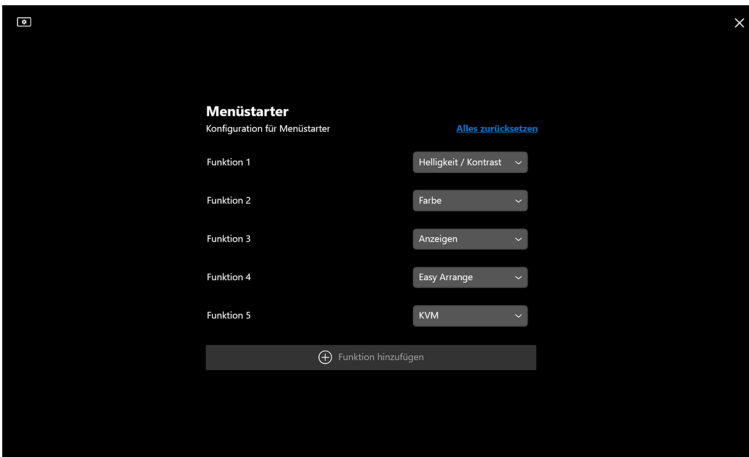 Menüstarter
Konfiguration für Menüstarter Alles zurücksetzen
Funktion 1 Helligkeit / Kontrast
Funktion 2 Farbe
Funktion 3 Anzeigen
Funktion 4 Easy Arrange
Funktion 5 KVM
Funktion hinzufügen